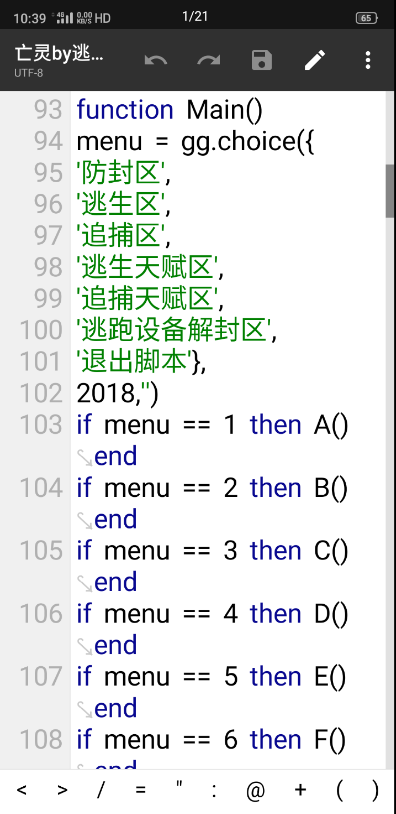 10:39 4G 0.00 KB/S HD 1/21 65
亡灵by逃...
UTF-8
93 function Main()
94 menu = gg.choice({
95 '防封区',
96 '逃生区',
97 '追捕区',
98 '逃生天赋区',
99 '追捕天赋区',
100 '逃跑设备解封区',
101 '退出脚本'},
102 2018,'')
103 if menu == 1 then A()
end
104 if menu == 2 then B()
end
105 if menu == 3 then C()
end
106 if menu == 4 then D()
end
107 if menu == 5 then E()
end
108 if menu == 6 then F()
end
< > / = " : @ + ( )